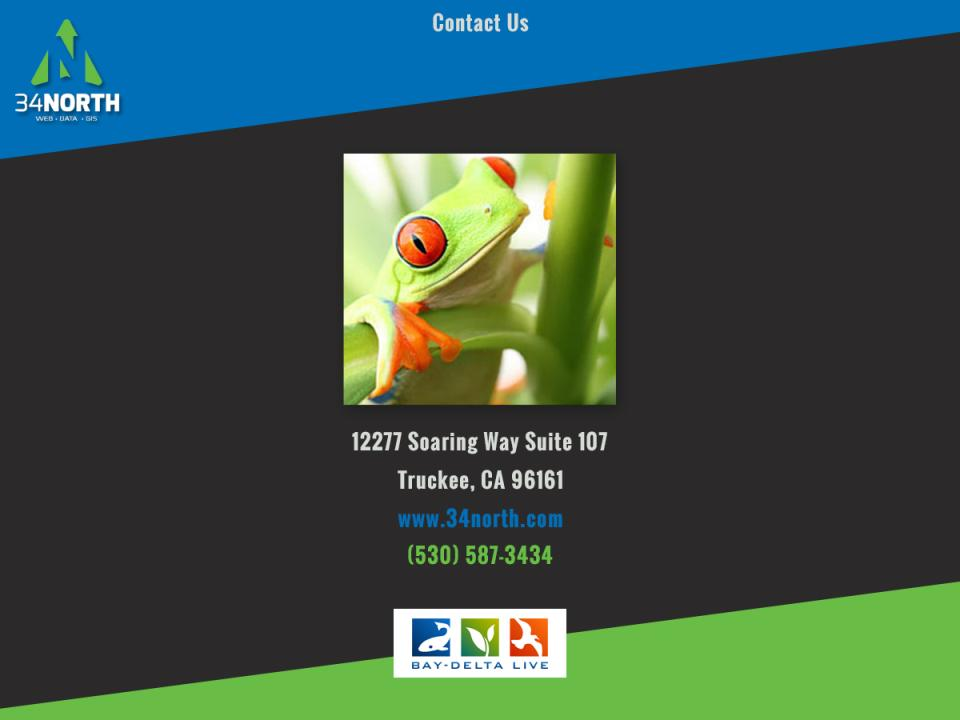 Contact Us
34NORTH
WEB • DATA • GIS
12277 Soaring Way Suite 107
Truckee, CA 96161
www.34north.com
(530) 587-3434
BAY-DELTA LIVE